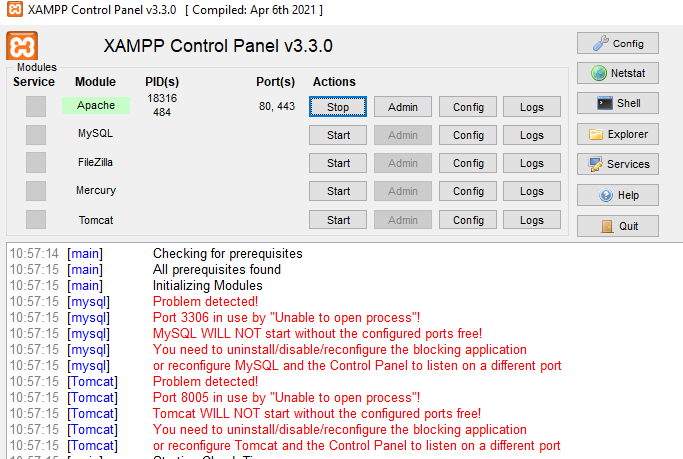 XAMPP Control Panel v3.3.0 [ Compiled: Apr 6th 2021 ]
XAMPP Control Panel v3.3.0
Config
Modules
Service Module PID(s) Port(s) Actions
Netstat
Apache 18316 484 80, 443 Stop Admin Config Logs
Shell
MySQL Start Admin Config Logs
Explorer
FileZilla Start Admin Config Logs
Services
Mercury Start Admin Config Logs
Help
Tomcat Start Admin Config Logs
Quit
10:57:14 [main] Checking for prerequisites
10:57:15 [main] All prerequisites found
10:57:15 [main] Initializing Modules
10:57:15 [mysql] Problem detected!
10:57:15 [mysql] Port 3306 in use by "Unable to open process"!
10:57:15 [mysql] MySQL WILL NOT start without the configured ports free!
10:57:15 [mysql] You need to uninstall/disable/reconfigure the blocking application
10:57:15 [mysql] or reconfigure MySQL and the Control Panel to listen on a different port
10:57:15 [Tomcat] Problem detected!
10:57:15 [Tomcat] Port 8005 in use by "Unable to open process"!
10:57:15 [Tomcat] Tomcat WILL NOT start without the configured ports free!
10:57:15 [Tomcat] You need to uninstall/disable/reconfigure the blocking application
10:57:15 [Tomcat] or reconfigure Tomcat and the Control Panel to listen on a different port